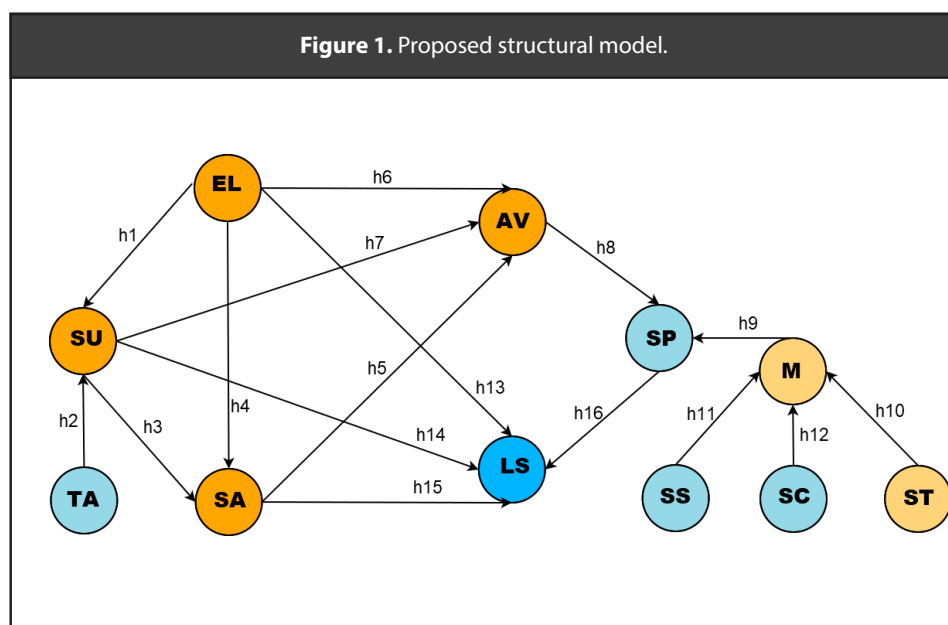 Figure 1. Proposed structural model.
EL
h6
AV
h1
h7
h8
SU
SP
h9
M
h2
h3
h4
h5
h13
h14
h16
h11
h12
h10
TA
SA
h15
LS
SS
SC
ST